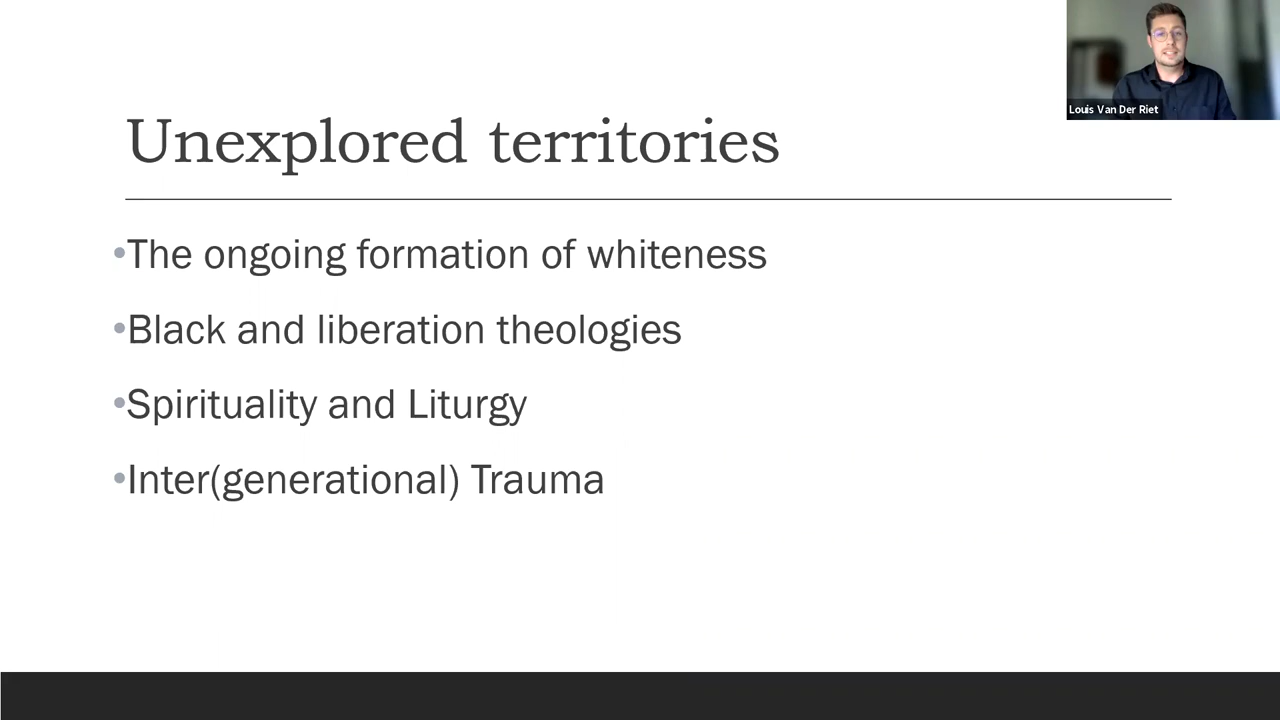 Louis Van Der Riet
Unexplored territories
•The ongoing formation of whiteness
•Black and liberation theologies
•Spirituality and Liturgy
•Inter(generational) Trauma